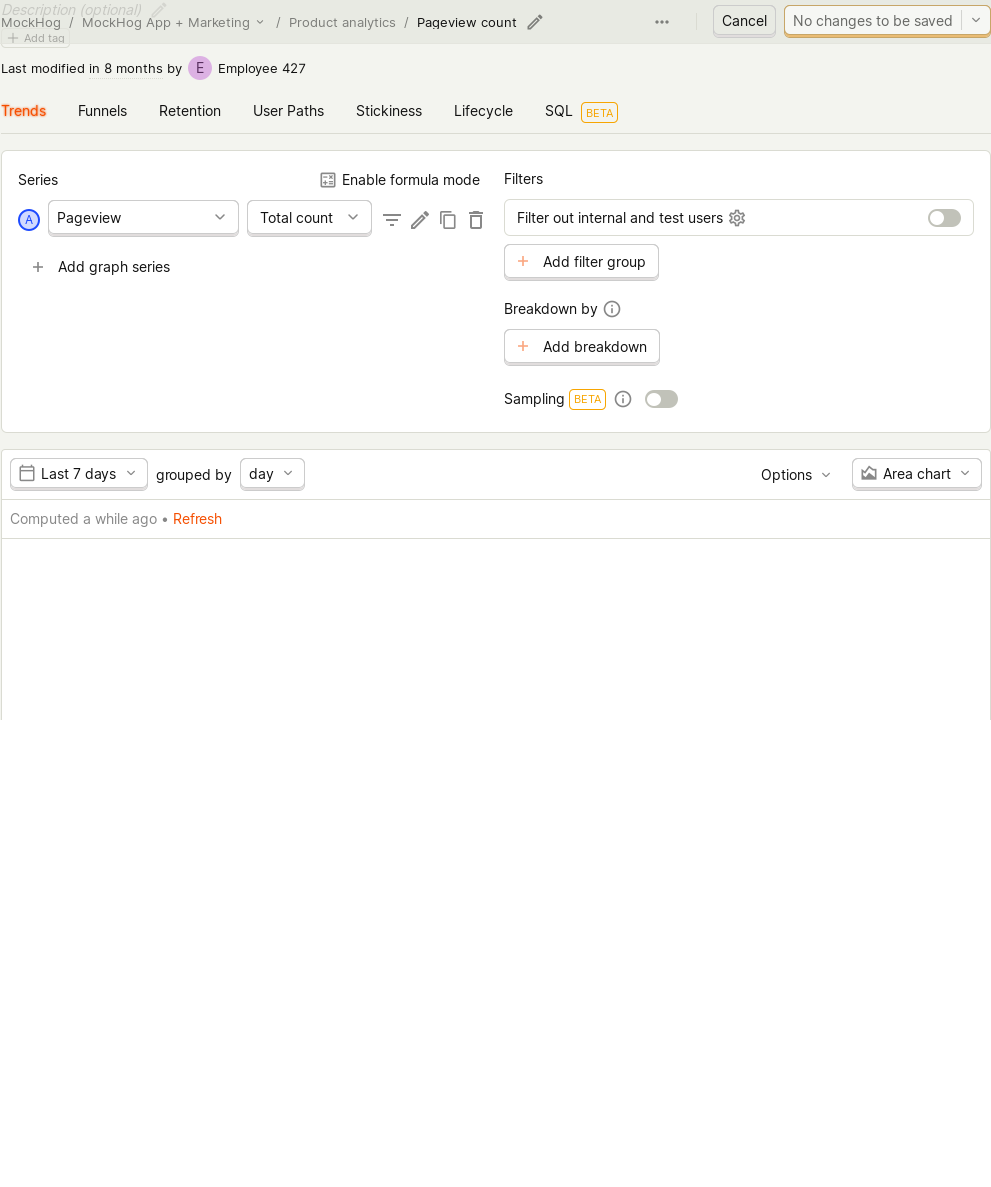 Description (optional)
MockHog / MockHog App + Marketing / Product analytics / Pageview count
Cancel
No changes to be saved
Add tag
Last modified in 8 months by E Employee 427
Trends Funnels Retention User Paths Stickiness Lifecycle SQL BETA
Series
Enable formula mode
A Pageview Total count
Add graph series
Filters
Filter out internal and test users
Add filter group
Breakdown by
Add breakdown
Sampling BETA
Last 7 days grouped by day
Options
Area chart
Computed a while ago • Refresh